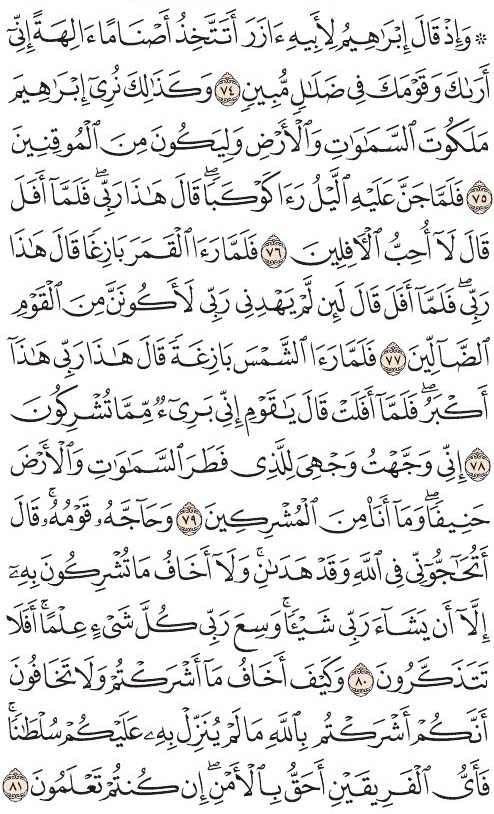 ۞ وَإِذْ قَالَ إِبْرَٰهِيمُ لِأَبِيهِ ءَازَرَ أَتَتَّخِذُ أَصْنَامًا ءَالِهَةً إِنِّىٓ
أَرَىٰكَ وَقَوْمَكَ فِى ضَلَٰلٍ مُّبِينٍ ٧٤ وَكَذَٰلِكَ نُرِىٓ إِبْرَٰهِيمَ
مَلَكُوتَ ٱلسَّمَٰوَٰتِ وَٱلْأَرْضِ وَلِيَكُونَ مِنَ ٱلْمُوقِنِينَ
٧٥ فَلَمَّا جَنَّ عَلَيْهِ ٱلَّيْلُ رَءَا كَوْكَبًا ۖ قَالَ هَٰذَا رَبِّى ۖ فَلَمَّآ أَفَلَ
قَالَ لَآ أُحِبُّ ٱلْءَافِلِينَ ٧٦ فَلَمَّا رَءَا ٱلْقَمَرَ بَازِغًا قَالَ هَٰذَا
رَبِّى ۖ فَلَمَّآ أَفَلَ قَالَ لَئِن لَّمْ يَهْدِنِى رَبِّى لَأَكُونَنَّ مِنَ ٱلْقَوْمِ
ٱلضَّآلِّينَ ٧٧ فَلَمَّا رَءَا ٱلشَّمْسَ بَازِغَةً قَالَ هَٰذَا رَبِّى هَٰذَآ
أَكْبَرُ ۖ فَلَمَّآ أَفَلَتْ قَالَ يَٰقَوْمِ إِنِّى بَرِىٓءٌ مِّمَّا تُشْرِكُونَ
٧٨ إِنِّى وَجَّهْتُ وَجْهِىَ لِلَّذِى فَطَرَ ٱلسَّمَٰوَٰتِ وَٱلْأَرْضَ
حَنِيفًا ۖ وَمَآ أَنَا۠ مِنَ ٱلْمُشْرِكِينَ ٧٩ وَحَآجَّهُۥ قَوْمُهُۥ ۚ قَالَ
أَتُحَٰٓجُّوٓنِّى فِى ٱللَّهِ وَقَدْ هَدَىٰنِ ۚ وَلَآ أَخَافُ مَا تُشْرِكُونَ بِهِۦٓ
إِلَّآ أَن يَشَآءَ رَبِّى شَيْـًٔا ۗ وَسِعَ رَبِّى كُلَّ شَىْءٍ عِلْمًا ۗ أَفَلَا
تَتَذَكَّرُونَ ٨٠ وَكَيْفَ أَخَافُ مَآ أَشْرَكْتُمْ وَلَا تَخَافُونَ
أَنَّكُمْ أَشْرَكْتُم بِٱللَّهِ مَا لَمْ يُنَزِّلْ بِهِۦ عَلَيْكُمْ سُلْطَٰنًا ۚ
فَأَىُّ ٱلْفَرِيقَيْنِ أَحَقُّ بِٱلْأَمْنِ ۖ إِن كُنتُمْ تَعْلَمُونَ ٨١